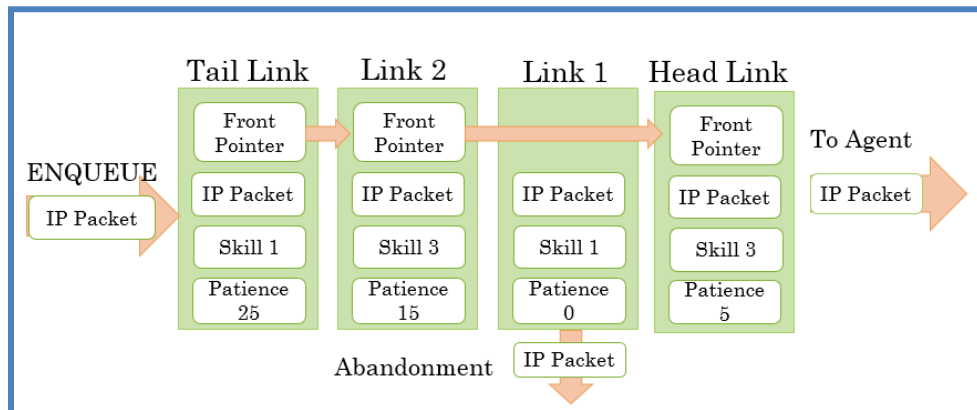 Tail Link
Link 2
Link 1
Head Link
Front
Pointer
Front
Pointer
Front
Pointer
To Agent
ENQUEUE
IP Packet
IP Packet
IP Packet
IP Packet
IP Packet
IP Packet
Skill 1
Skill 3
Skill 1
Skill 3
Patience
25
Patience
15
Patience
0
Patience
5
Abandonment
IP Packet